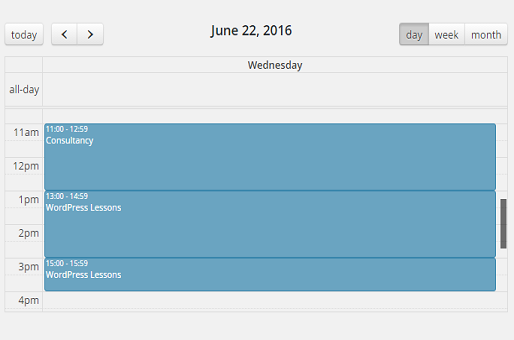 today
June 22, 2016
day week month
Wednesday
all-day
11am
11:00 - 12:59
Consultancy
12pm
1pm
13:00 - 14:59
WordPress Lessons
2pm
3pm
15:00 - 15:59
WordPress Lessons
4pm